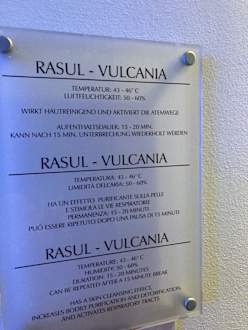 RASUL - VULCANIA
TEMPERATUR: 43 - 46° C
LUFTFEUCHTIGKEIT: 50 - 60%
WIRKT HAUTREINIGEND UND AKTIVIERT DIE ATEMWEGE
AUFENTHALTSDAUER: 15 - 20 MIN.
KANN NACH 15 MIN. UNTERBRECHUNG WIEDERHOLT WERDEN
RASUL - VULCANIA
TEMPERATURA: 43 - 46° C
UMIDITÀ DELL'ARIA: 50 - 60%
HA UN EFFETTO PURIFICANTE SULLA PELLE
E STIMOLA LE VIE RESPIRATORIE
PERMANENZA: 15 - 20 MINUTI
PUÒ ESSERE RIPETUTO DOPO UNA PAUSA DI 15 MINUTI
RASUL - VULCANIA
TEMPERATURE: 43 - 46° C
HUMIDITY: 50 - 60%
DURATION: 15 - 20 MINUTES
CAN BE REPEATED AFTER A 15 MINUTE BREAK
HAS A SKIN CLEANSING EFFECT,
INCREASES BODILY PURIFICATION AND DETOXIFICATION
AND ACTIVATES RESPIRATORY TRACTS